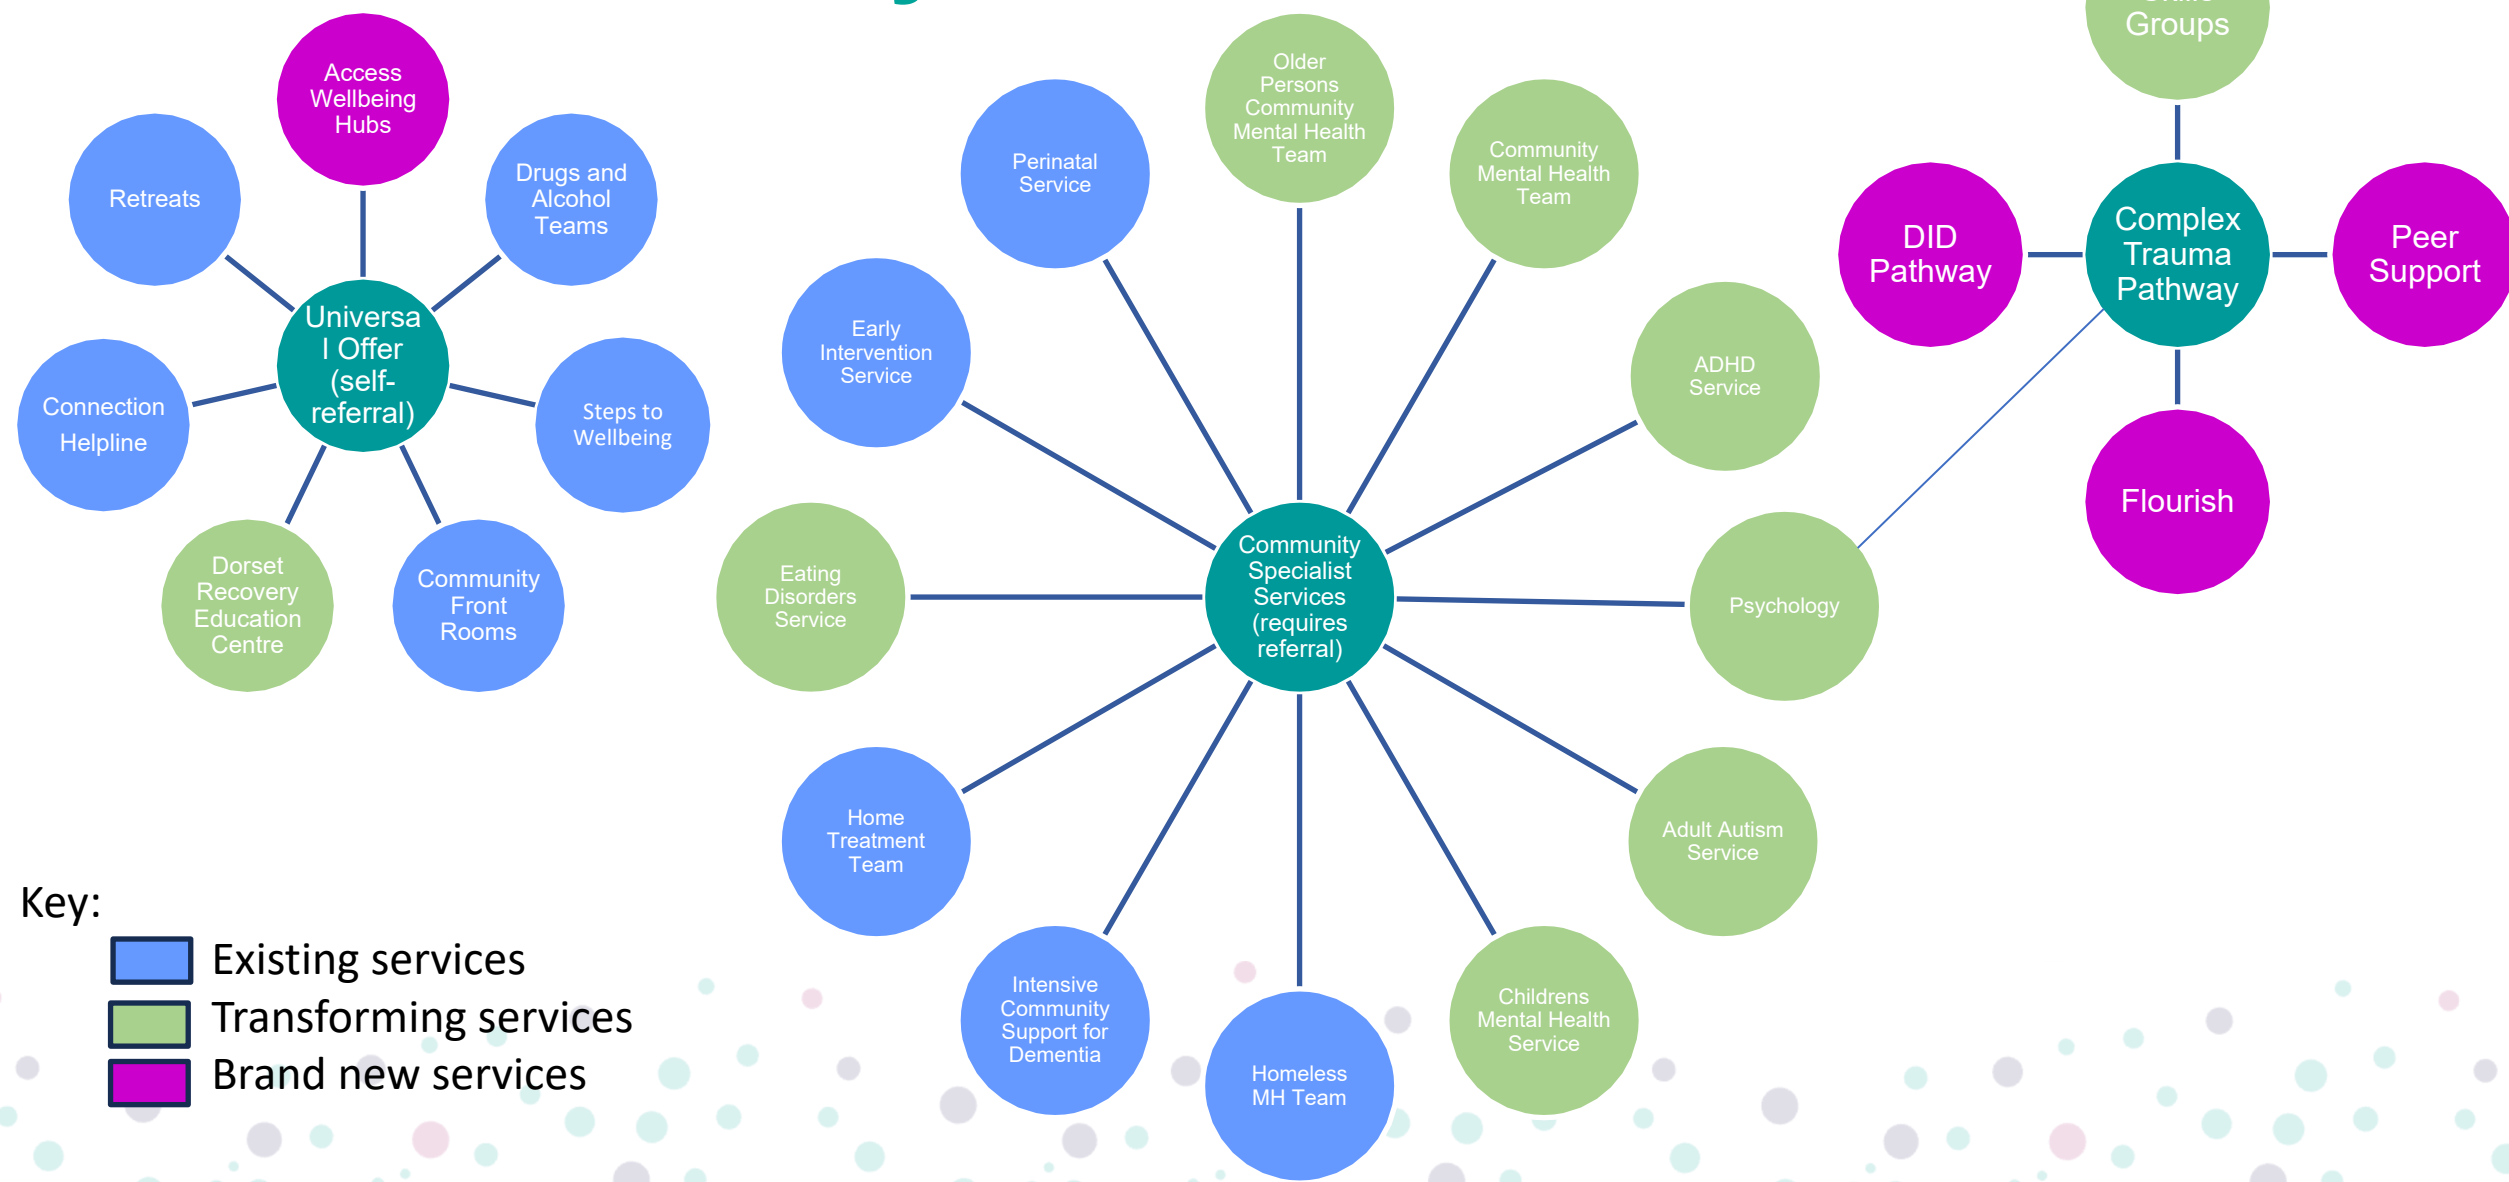 Access
Wellbeing
Hubs
Retreats
Drugs and
Alcohol
Teams
Universa
l Offer
(self-
referral)
Connection
Helpline
Steps to
Wellbeing
Dorset
Recovery
Education
Centre
Community
Front
Rooms
Older
Persons
Community
Mental Health
Team
Perinatal
Service
Community
Mental Health
Team
Early
Intervention
Service
ADHD
Service
Eating
Disorders
Service
Community
Specialist
Services
(requires
referral)
Psychology
Home
Treatment
Team
Adult Autism
Service
Intensive
Community
Support for
Dementia
Homeless
MH Team
Childrens
Mental Health
Service
Groups
DID
Pathway
Complex
Trauma
Pathway
Peer
Support
Flourish
Key:
Existing services
Transforming services
Brand new services